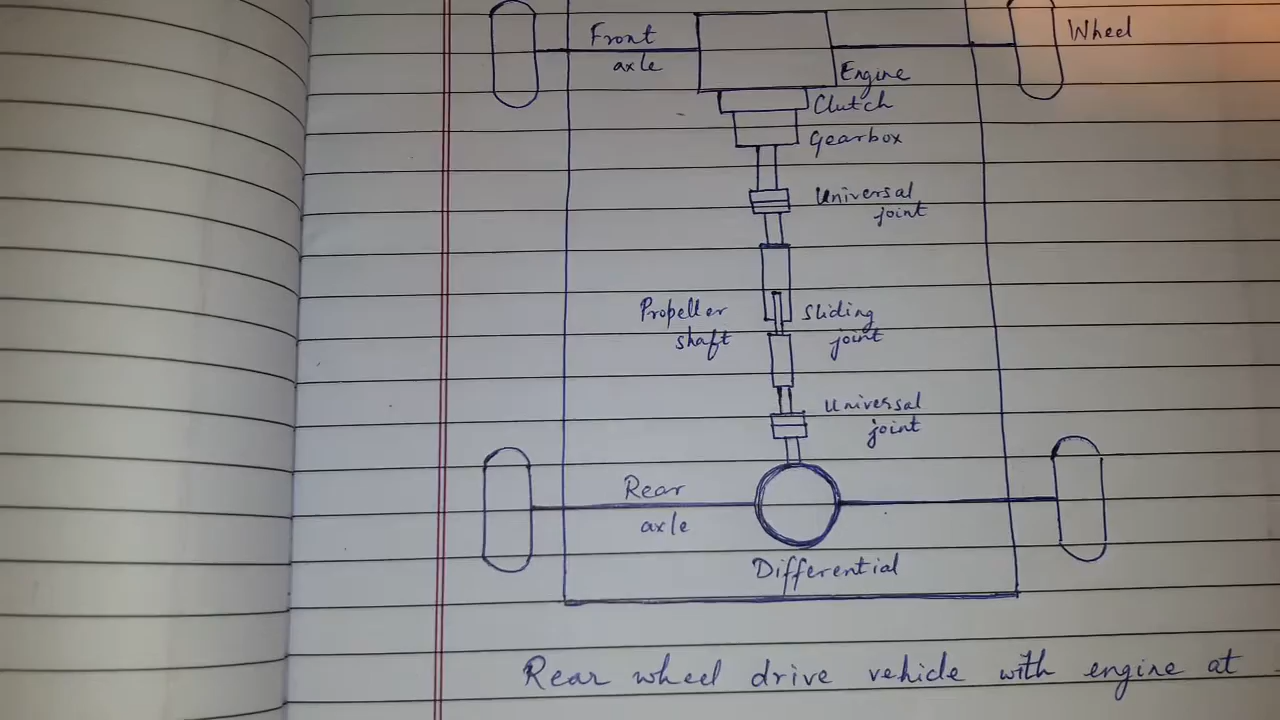 Front
axle
Wheel
Engine
Clutch
Gearbox
Universal
joint
Propeller
shaft
Sliding
joint
Universal
joint
Rear
axle
Differential
Rear wheel drive vehicle with engine at